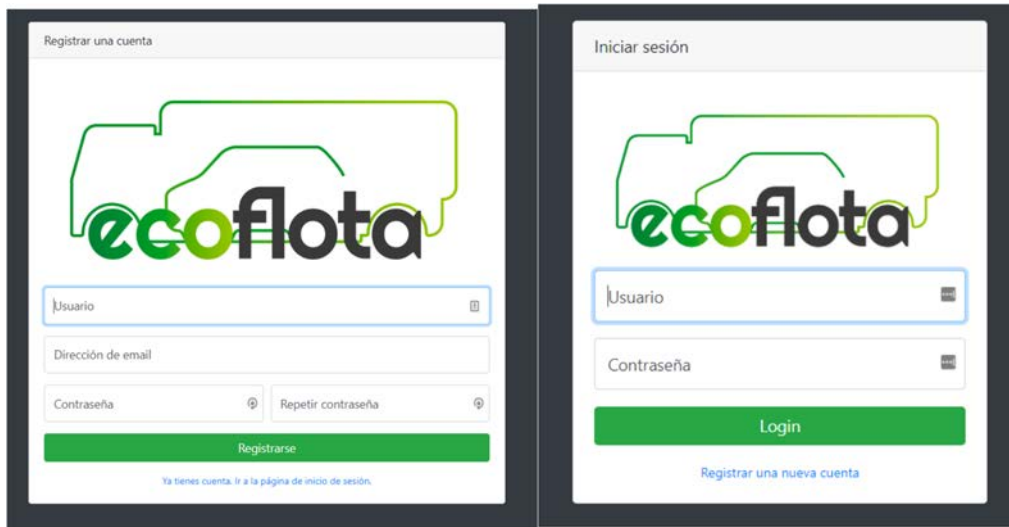 Registrar una cuenta
ecoflota
Usuario
Dirección de email
Contraseña
Repetir contraseña
Registrarse
Ya tienes cuenta. Ir a la página de inicio de sesión.
Iniciar sesión
ecoflota
Usuario
Contraseña
Login
Registrar una nueva cuenta